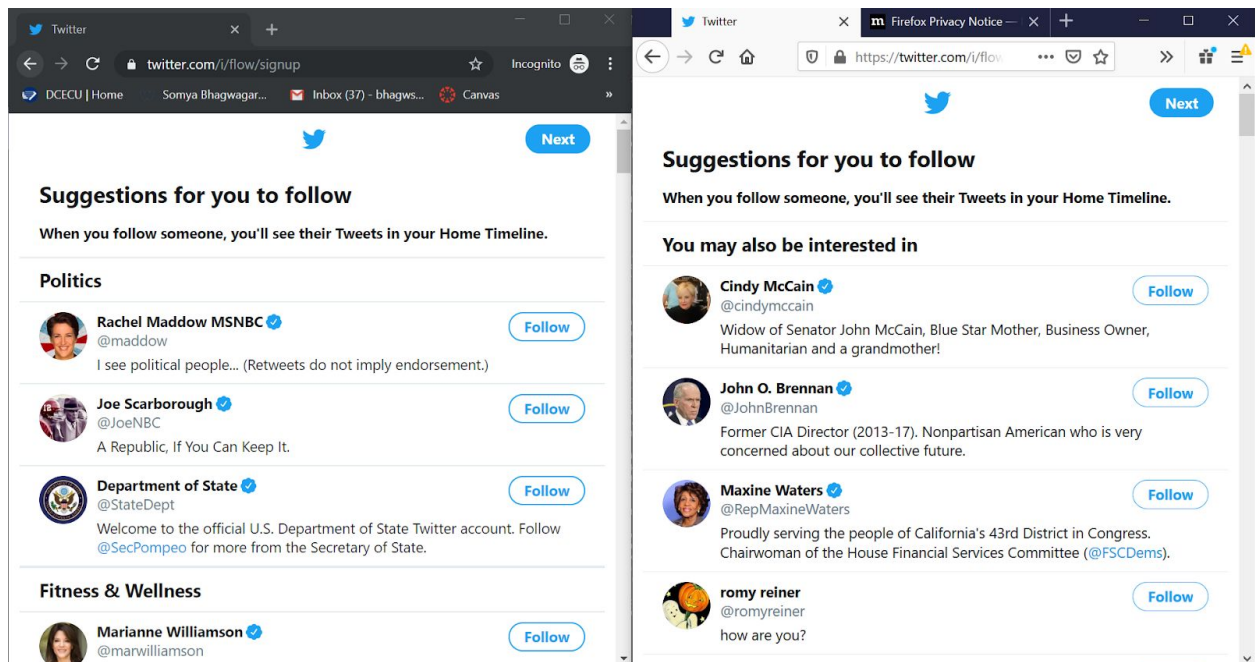 Twitter
twitter.com/i/flow/signup
Incognito
DCECU | Home
Somya Bhagwagar...
Inbox (37) - bhagws...
Canvas
»
Next
Suggestions for you to follow
When you follow someone, you'll see their Tweets in your Home Timeline.
Politics
Rachel Maddow MSNBC
@maddow
Follow
I see political people... (Retweets do not imply endorsement.)
Joe Scarborough
@JoeNBC
Follow
A Republic, If You Can Keep It.
Department of State
@StateDept
Follow
Welcome to the official U.S. Department of State Twitter account. Follow
@SecPompeo for more from the Secretary of State.
Fitness & Wellness
Marianne Williamson
@marwilliamson
Follow
Twitter
m Firefox Privacy Notice —
https://twitter.com/i/flow
Next
Suggestions for you to follow
When you follow someone, you'll see their Tweets in your Home Timeline.
You may also be interested in
Cindy McCain
@cindymccain
Follow
Widow of Senator John McCain, Blue Star Mother, Business Owner,
Humanitarian and a grandmother!
John O. Brennan
@JohnBrennan
Follow
Former CIA Director (2013-17). Nonpartisan American who is very
concerned about our collective future.
Maxine Waters
@RepMaxineWaters
Follow
Proudly serving the people of California's 43rd District in Congress.
Chairwoman of the House Financial Services Committee (@FSCDems).
romy reiner
@romyreiner
Follow
how are you?